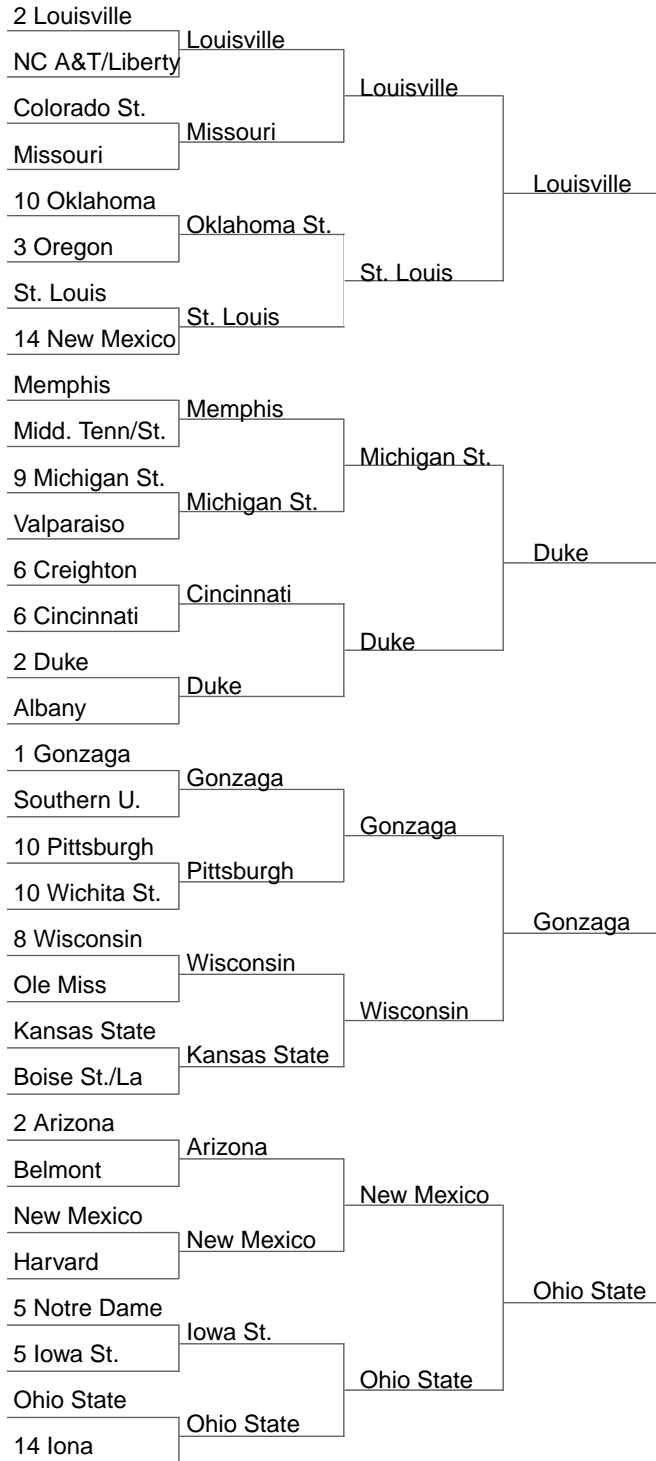 2 Louisville
Louisville
NC A&T/Liberty
Louisville
Colorado St.
Missouri
Missouri
Louisville
10 Oklahoma
Oklahoma St.
3 Oregon
St. Louis
St. Louis
St. Louis
14 New Mexico
Memphis
Memphis
Midd. Tenn/St.
Michigan St.
9 Michigan St.
Michigan St.
Valparaiso
Duke
6 Creighton
Cincinnati
6 Cincinnati
Duke
2 Duke
Duke
Albany
1 Gonzaga
Gonzaga
Southern U.
Gonzaga
10 Pittsburgh
Pittsburgh
10 Wichita St.
Gonzaga
8 Wisconsin
Wisconsin
Ole Miss
Wisconsin
Kansas State
Kansas State
Boise St./La
2 Arizona
Arizona
Belmont
New Mexico
New Mexico
New Mexico
Harvard
Ohio State
5 Notre Dame
Iowa St.
5 Iowa St.
Ohio State
Ohio State
Ohio State
14 Iona